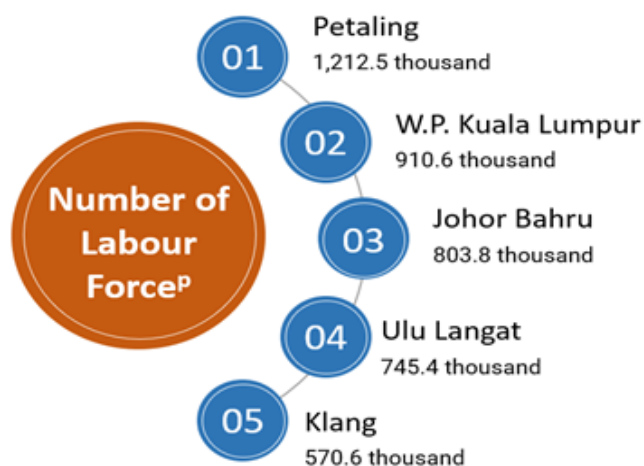 Number of
Labour
Forceᵖ
01
Petaling
1,212.5 thousand
02
W.P. Kuala Lumpur
910.6 thousand
03
Johor Bahru
803.8 thousand
04
Ulu Langat
745.4 thousand
05
Klang
570.6 thousand